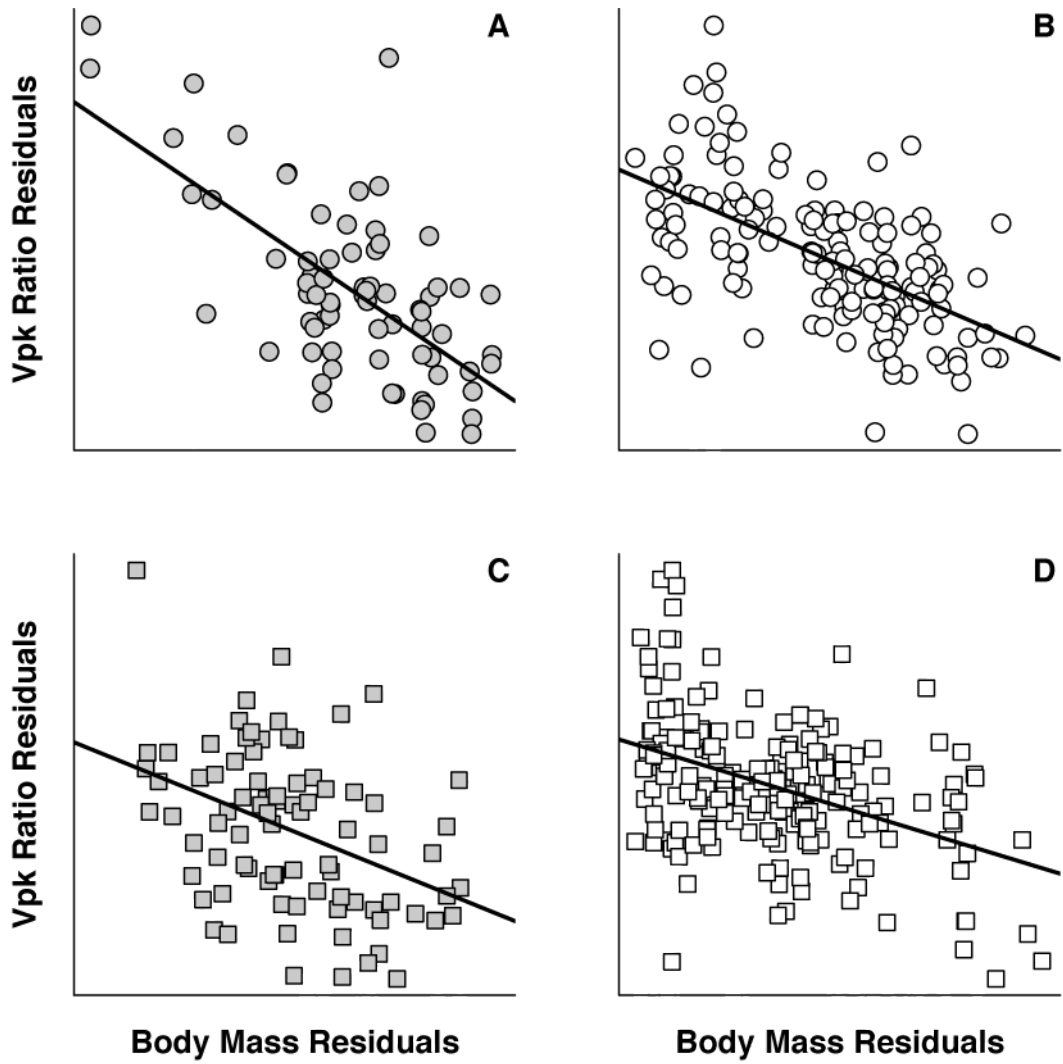 A
B
Vpk Ratio Residuals
C
D
Vpk Ratio Residuals
Body Mass Residuals
Body Mass Residuals